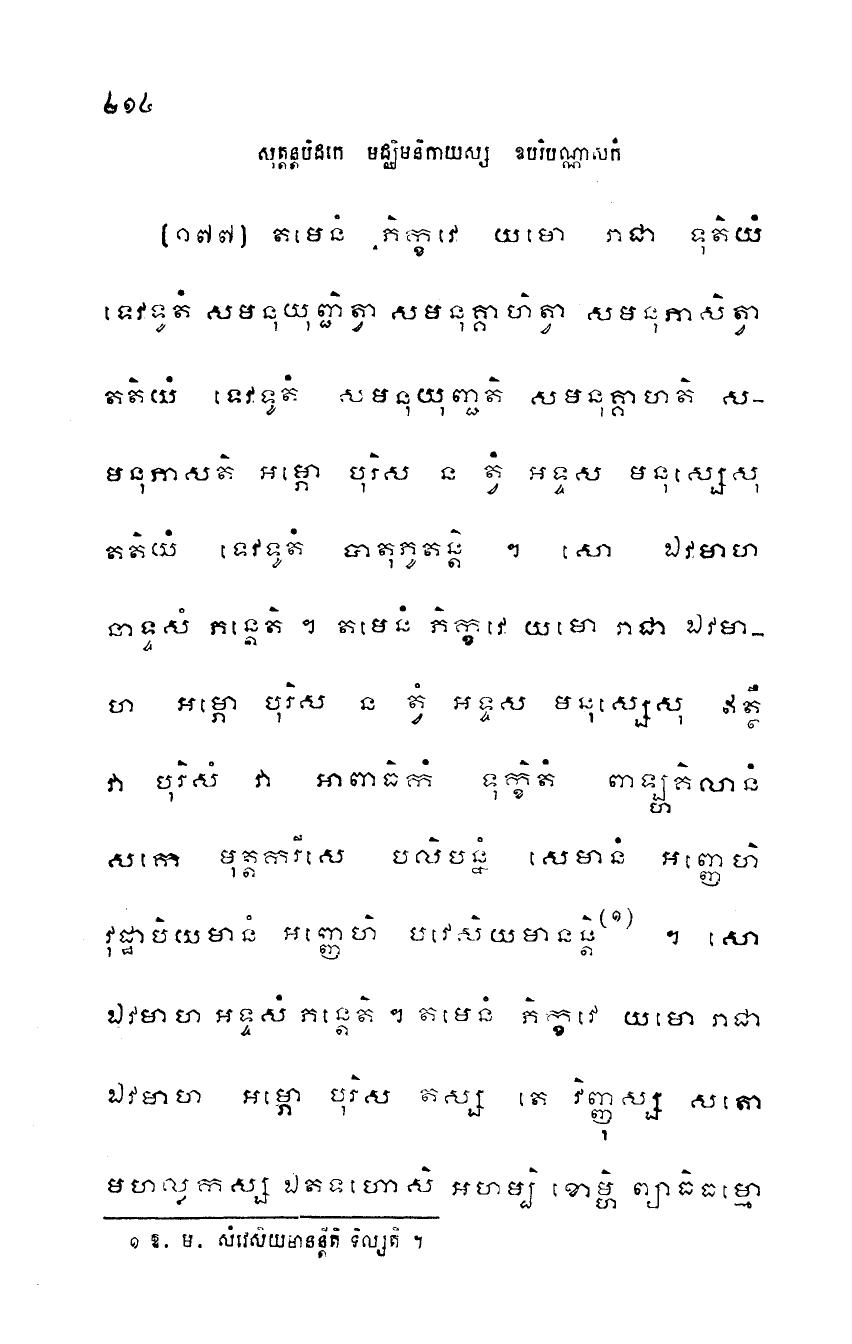 ២១៤
សុត្តន្តបិដកេ មជ្ឈិមនិកាយស្ស ឧបរិបណ្ណាសកំ
(១៧៧) តមេនំ ភិក្ខវេ យមោ រាជា ទុតិយំ
ទេវទូតំ សមនុយុញ្ជិត្វា សមនុគ្គាហិត្វា សមនុភាសិត្វា
តតិយំ ទេវទូតំ សមនុយុញ្ជតិ សមនុគ្គាហតិ ស-
មនុភាសតិ អម្ភោ បុរិស ន ត្វំ អទ្ទស មនុស្សេសុ
តតិយំ ទេវទូតំ បាតុភូតន្តិ ។ សោ ឯវមាហ
នាទ្ទសំ ភន្តេតិ ។ តមេនំ ភិក្ខវេ យមោ រាជា ឯវមា-
ហ អម្ភោ បុរិស ន ត្វំ អទ្ទស មនុស្សេសុ ឥត្ថឹ
វា បុរិសំ វា អាពាធិកំ ទុក្ខិតំ ពាឡ្ហគិលានំ
សកេ មុត្តការីសេ បលិបន្នំ សេមានំ អញ្ញេហិ
វុដ្ឋាបិយមានំ អញ្ញេហិ បវេសិយមានន្តិ(១) ។ សោ
ឯវមាហ អទ្ទសំ ភន្តេតិ ។ តមេនំ ភិក្ខវេ យមោ រាជា
ឯវមាហ អម្ភោ បុរិស តស្ស តេ វិញ្ញុស្ស សតោ
មហល្លកស្ស ឯតទហោសិ អហម្បិ ខោម្ហិ ព្យាធិធម្មោ
១ ឱ. ម. សំវេសិយមានន្តីតិ ទិស្សតិ ។